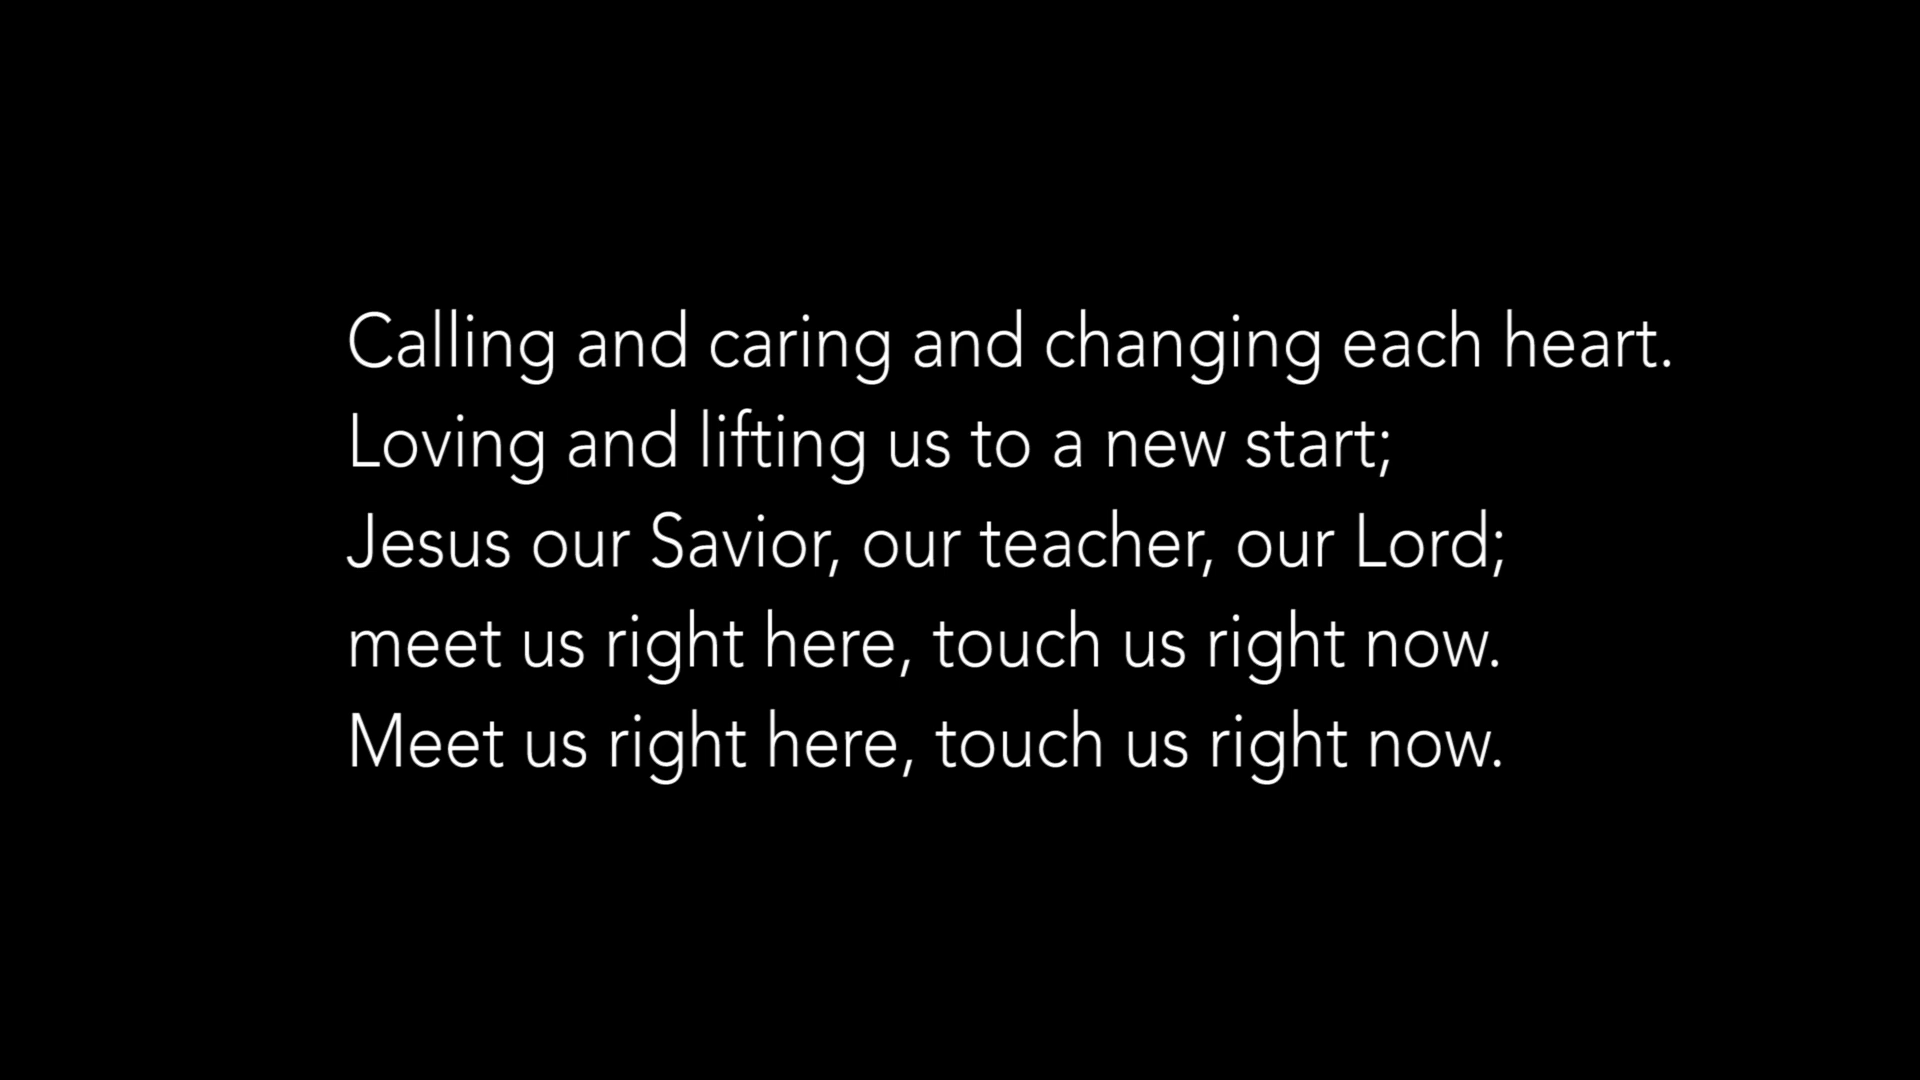 Calling and caring and changing each heart.
Loving and lifting us to a new start;
Jesus our Savior, our teacher, our Lord;
meet us right here, touch us right now.
Meet us right here, touch us right now.